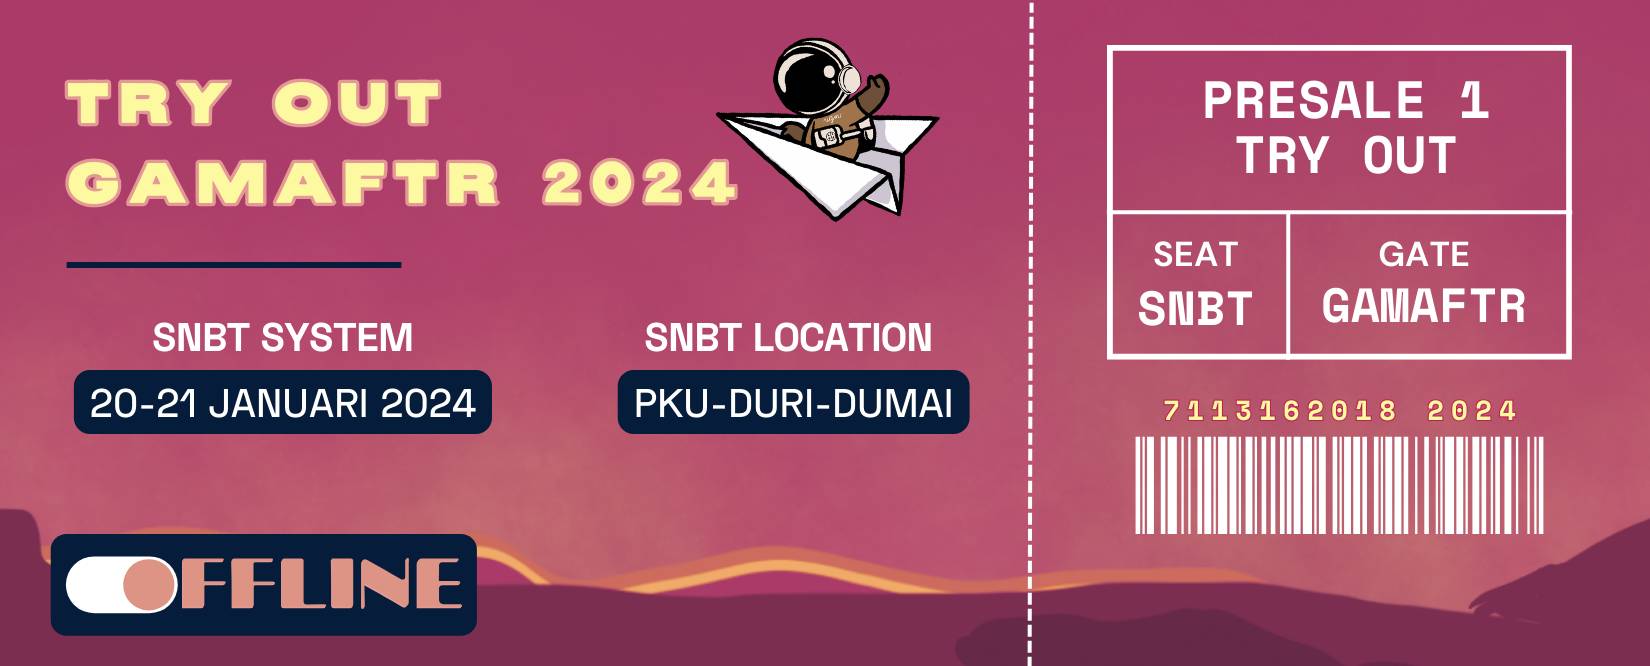 TRY OUT
GAMAFTR 2024
SNBT SYSTEM
20-21 JANUARI 2024
SNBT LOCATION
PKU-DURI-DUMAI
OFFLINE
PRESALE 1
TRY OUT
SEAT
SNBT
GATE
GAMAFTR
7113162018 2024